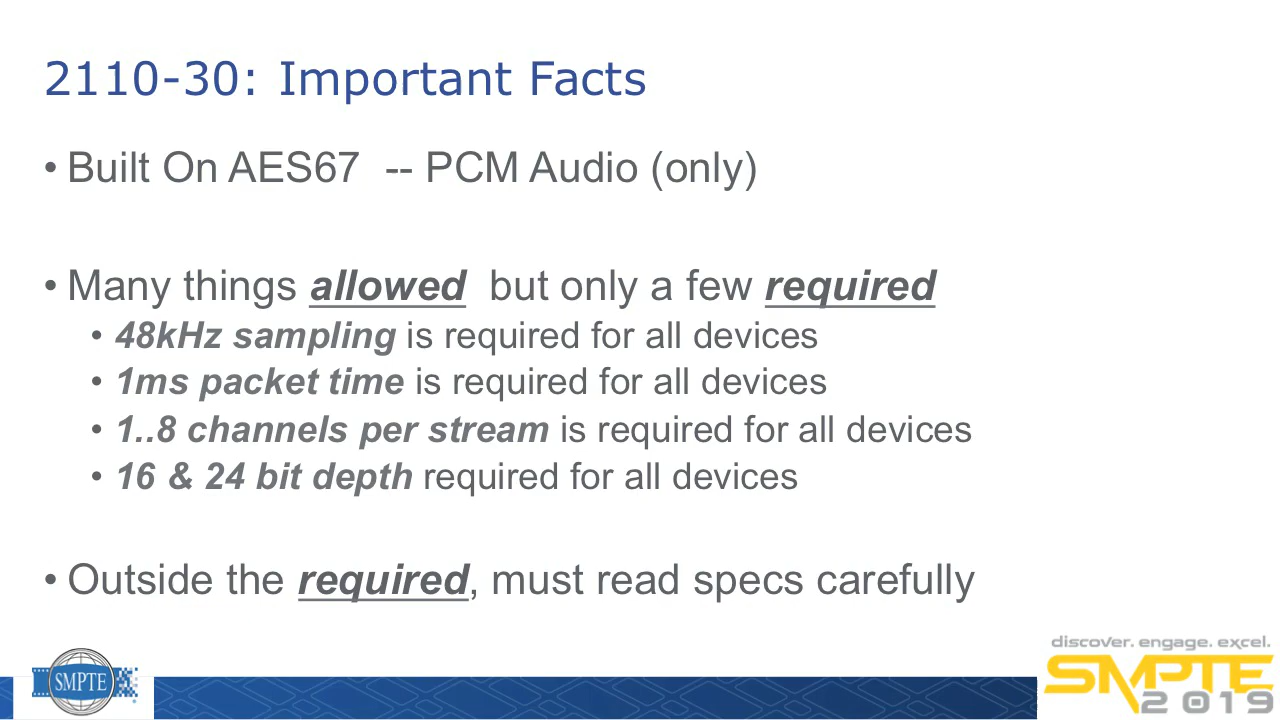 2110-30: Important Facts
• Built On AES67 -- PCM Audio (only)
• Many things allowed but only a few required
• 48kHz sampling is required for all devices
• 1ms packet time is required for all devices
• 1..8 channels per stream is required for all devices
• 16 & 24 bit depth required for all devices
• Outside the required, must read specs carefully
SMPTE
discover. engage. excel.
SMPTE
2019